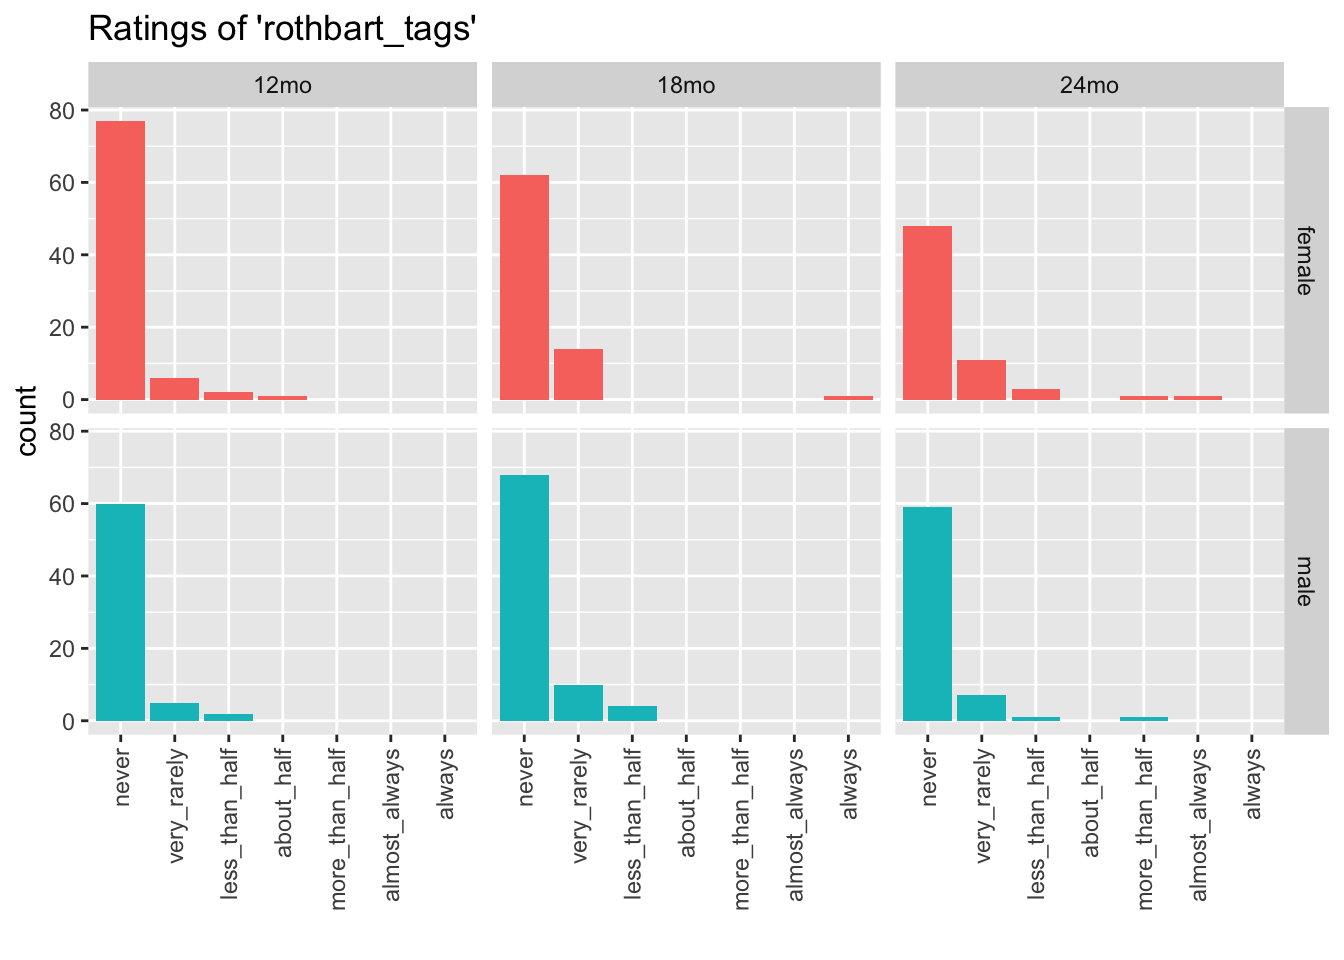 Ratings of 'rothbart_tags'
12mo 18mo 24mo
80
60
40
20
0
female
count
80
60
40
20
0
male
never very_rarely less_than_half about_half more_than_half almost_always always
never very_rarely less_than_half about_half more_than_half almost_always always
never very_rarely less_than_half about_half more_than_half almost_always always